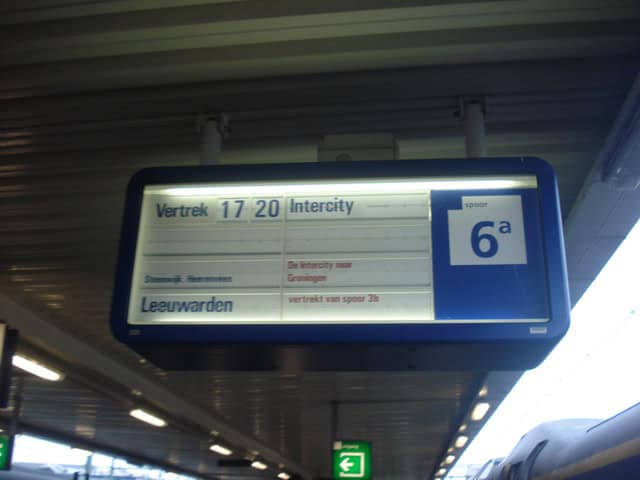 Vertrek 17 20 Intercity
Steenwijk, Heerenveen
Leeuwarden
De Intercity naar
Groningen
vertrekt van spoor 3b
spoor
6a